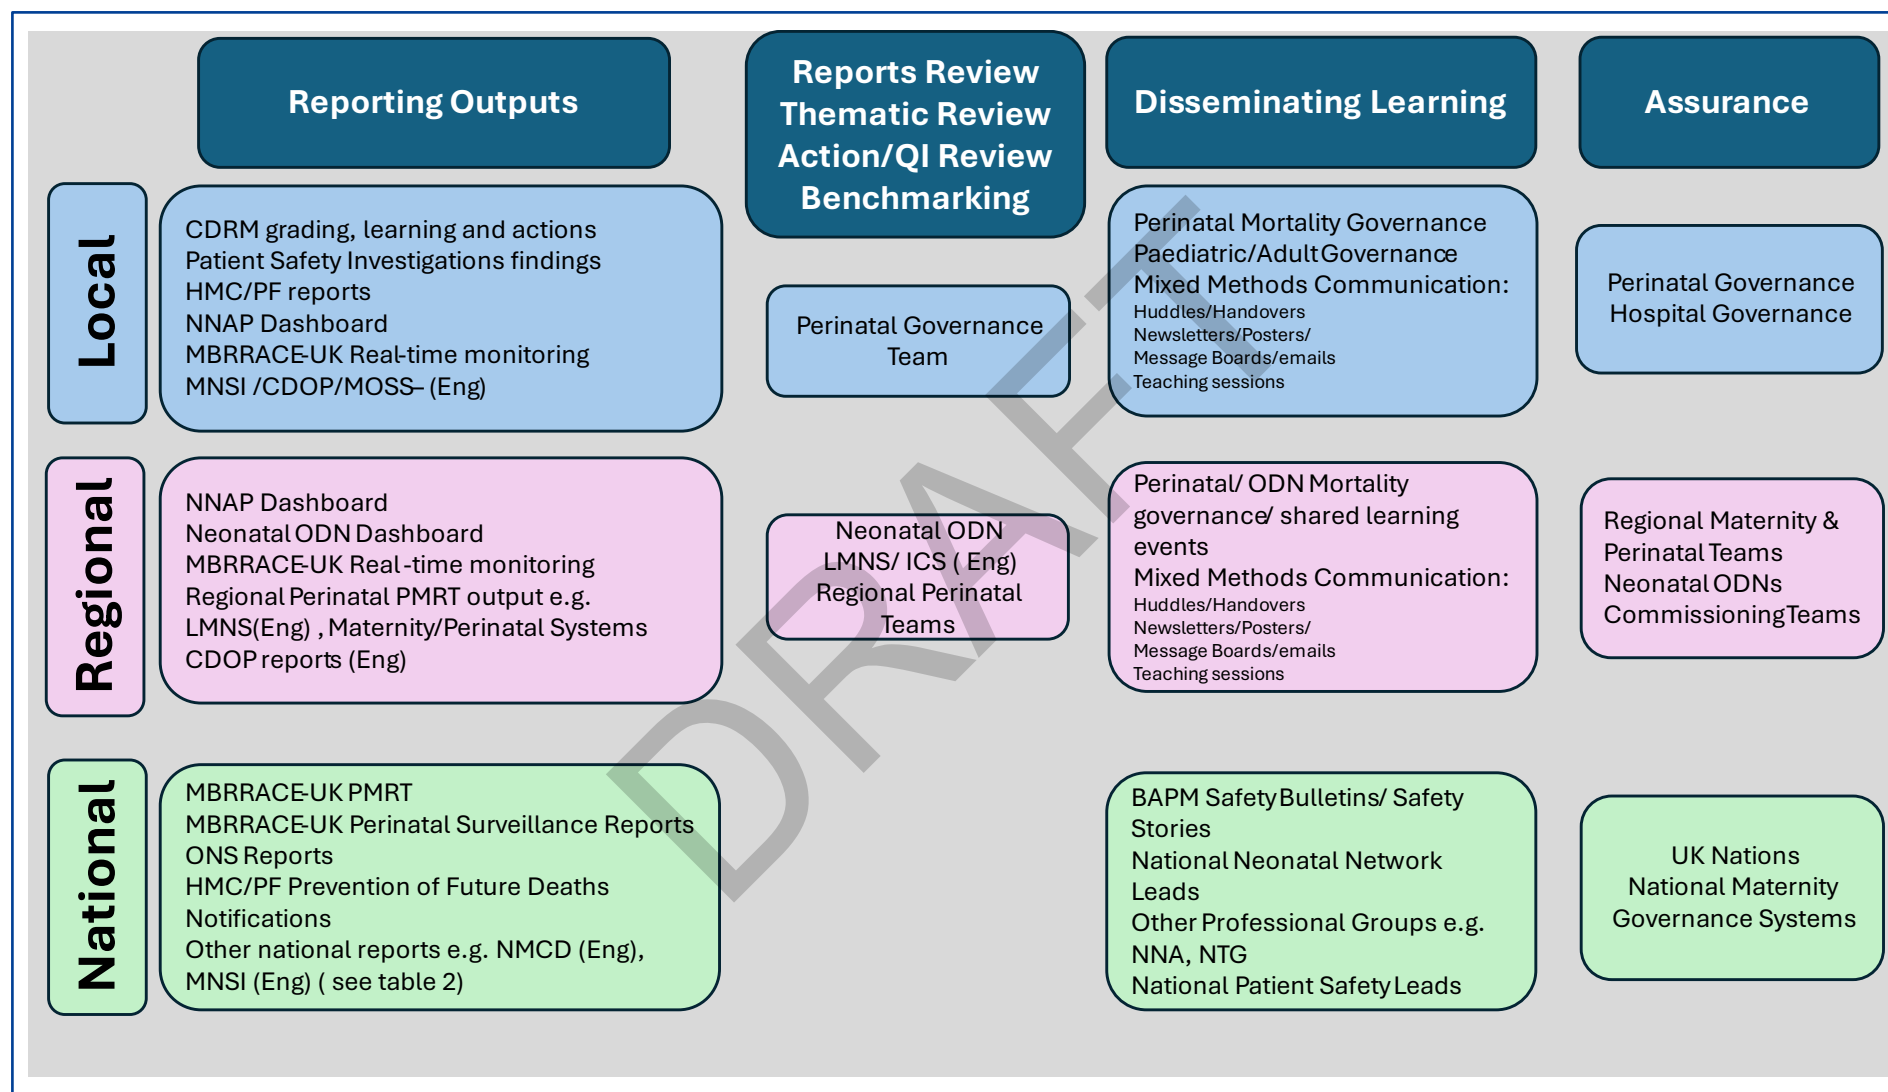 Reporting Outputs
Reports Review
Thematic Review
Action/QI Review
Benchmarking
Disseminating Learning
Assurance
Local
CDRM grading, learning and actions
Patient Safety Investigations findings
HMC/PF reports
NNAP Dashboard
MBRRACE-UK Real-time monitoring
MNSI /CDOP/MOSS– (Eng)
Perinatal Governance
Team
Perinatal Mortality Governance
Paediatric/Adult Governance
Mixed Methods Communication:
Huddles/Handovers
Newsletters/Posters/
Message Boards/emails
Teaching sessions
Perinatal Governance
Hospital Governance
Regional
NNAP Dashboard
Neonatal ODN Dashboard
MBRRACE-UK Real-time monitoring
Regional Perinatal PMRT output e.g.
LMNS(Eng) , Maternity/Perinatal Systems
CDOP reports (Eng)
Neonatal ODN
LMNS/ ICS ( Eng)
Regional Perinatal
Teams
Perinatal/ ODN Mortality
governance/ shared learning
events
Mixed Methods Communication:
Huddles/Handovers
Newsletters/Posters/
Message Boards/emails
Teaching sessions
Regional Maternity &
Perinatal Teams
Neonatal ODNs
Commissioning Teams
National
MBRRACE-UK PMRT
MBRRACE-UK Perinatal Surveillance Reports
ONS Reports
HMC/PF Prevention of Future Deaths
Notifications
Other national reports e.g. NMCD (Eng),
MNSI (Eng) ( see table 2)
BAPM Safety Bulletins/ Safety
Stories
National Neonatal Network
Leads
Other Professional Groups e.g.
NNA, NTG
National Patient Safety Leads
UK Nations
National Maternity
Governance Systems
DRAFT